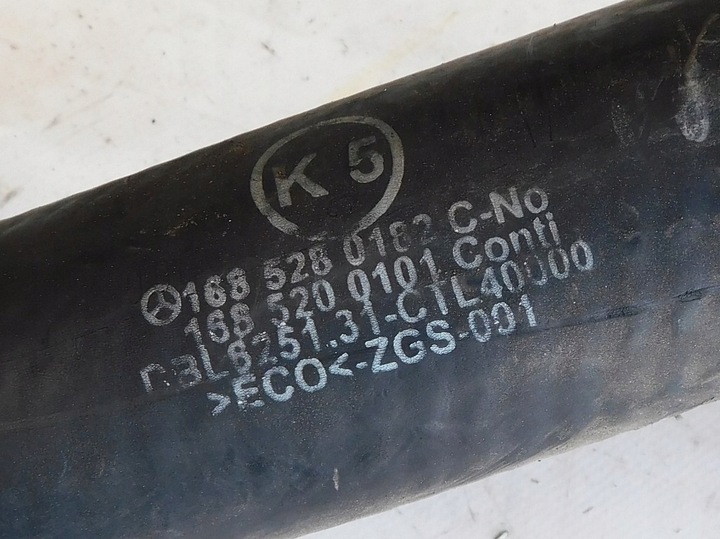 K 5
168 528 0182 C-No
168 520 0101 Conti
DBL6251.31-CTL40000
>ECO<-ZGS-001